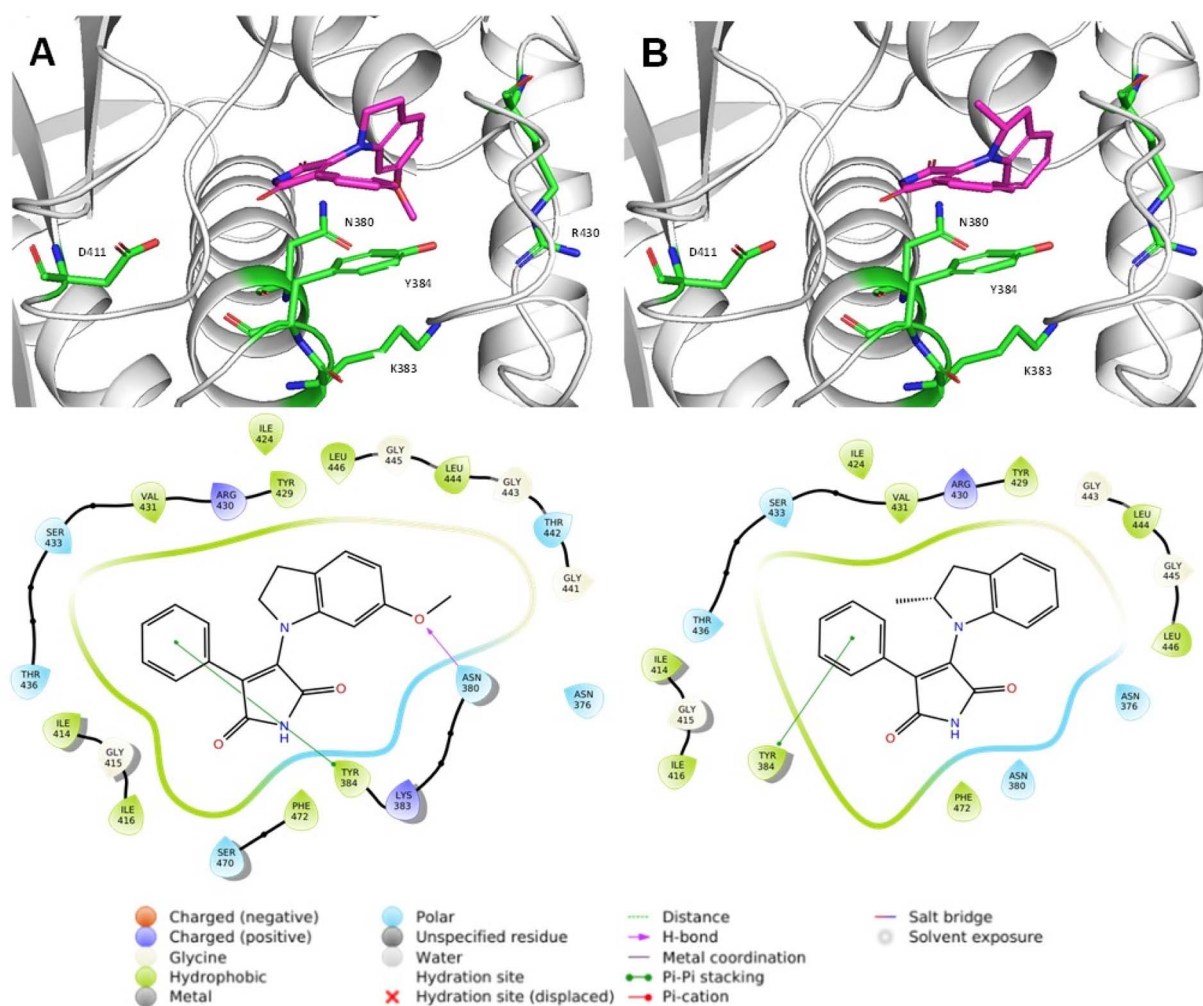 A
B
N380
R430
D411
Y384
K383
N380
D411
Y384
K383
ILE
424
LEU
446
GLY
445
LEU
444
GLY
443
THR
442
GLY
441
TYR
429
ARG
430
VAL
431
SER
433
THR
436
ILE
414
GLY
415
ILE
416
SER
470
PHE
472
TYR
384
LYS
383
ASN
380
ASN
376
N
O
O
N
H
O
ILE
424
SER
433
VAL
431
ARG
430
TYR
429
GLY
443
LEU
444
GLY
445
LEU
446
THR
436
ILE
414
GLY
415
ILE
416
TYR
384
PHE
472
ASN
380
ASN
376
N
O
O
N
H
Charged (negative)
Charged (positive)
Glycine
Hydrophobic
Metal
Polar
Unspecified residue
Water
Hydration site
Hydration site (displaced)
Distance
H-bond
Metal coordination
Pi-Pi stacking
Pi-cation
Salt bridge
Solvent exposure